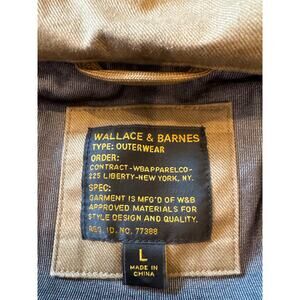 WALLACE & BARNES
TYPE: OUTERWEAR
ORDER:
CONTRACT-WBAPPARELCO-
225 LIBERTY-NEW YORK, NY.
SPEC:
GARMENT IS MFG'D OF W&B
APPROVED MATERIALS FOR
STYLE DESIGN AND QUALITY.
REG. ID. NO. 77388
L
MADE IN
CHINA